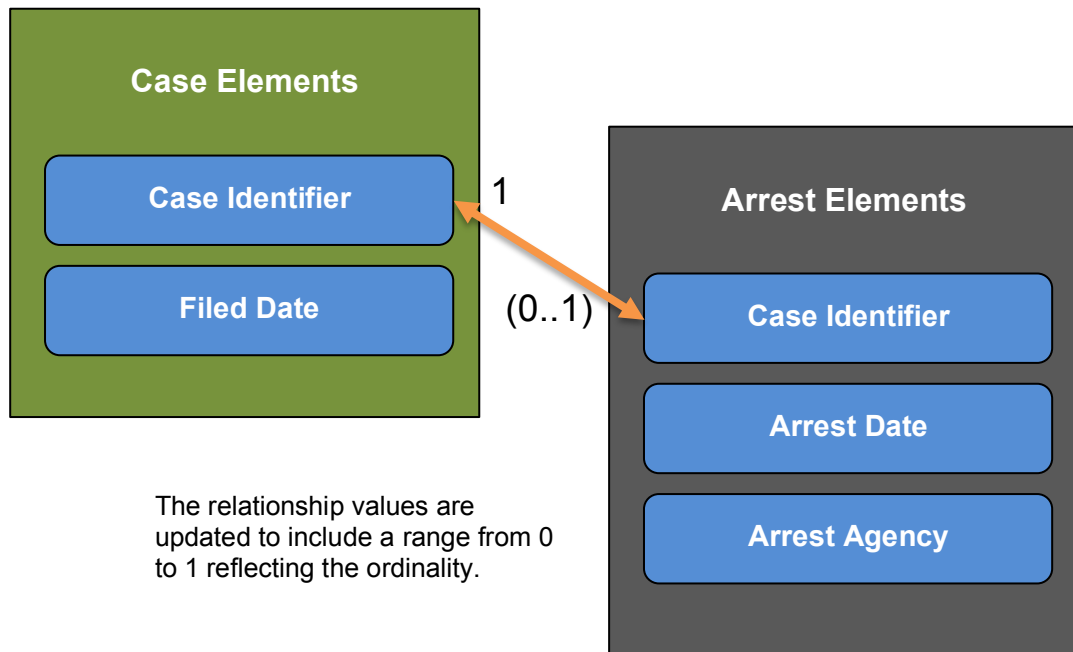 Case Elements
Case Identifier
Filed Date
1
(0..1)
Arrest Elements
Case Identifier
Arrest Date
Arrest Agency
The relationship values are
updated to include a range from 0
to 1 reflecting the ordinality.